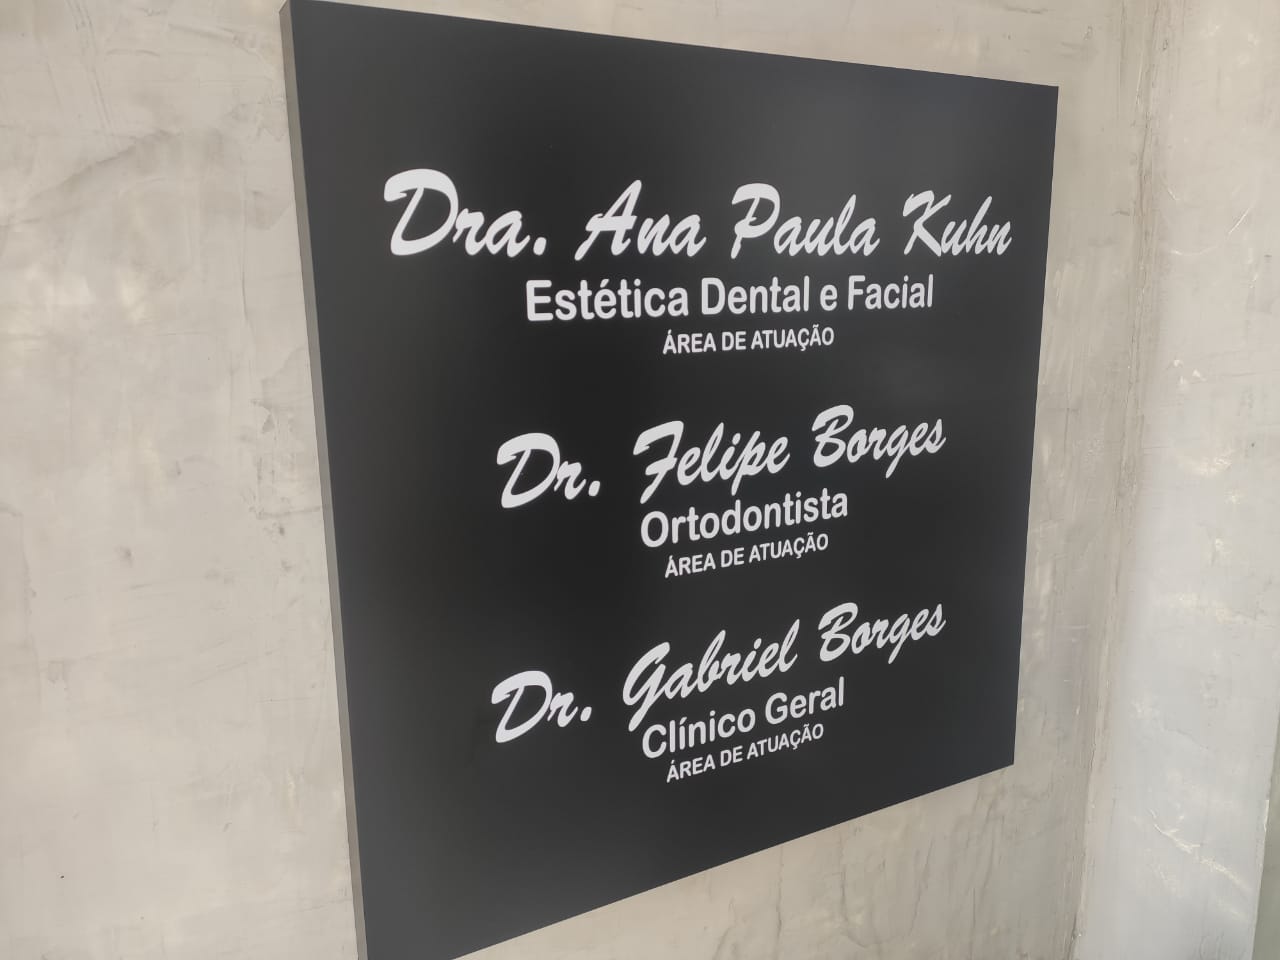 Dra. Ana Paula Kuhn
Estética Dental e Facial
ÁREA DE ATUAÇÃO
Dr. Felipe Borges
Ortodontista
ÁREA DE ATUAÇÃO
Dr. Gabriel Borges
Clínico Geral
ÁREA DE ATUAÇÃO